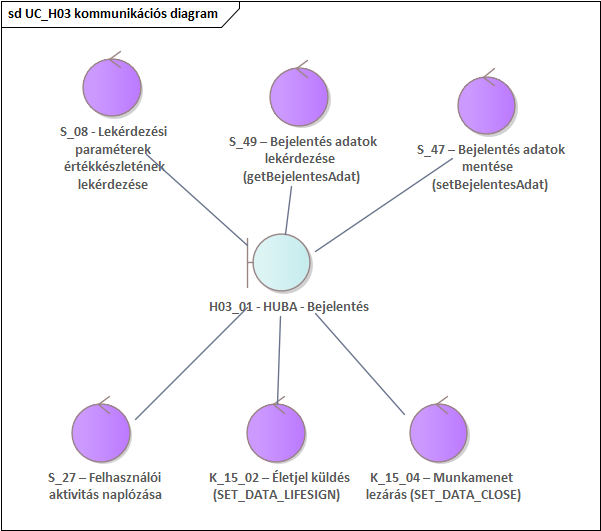 sd UC_H03 kommunikációs diagram
S_08 - Lekérdezési
paraméterek
értékkészletének
lekérdezése
S_49 – Bejelentés adatok
lekérdezése
(getBejelentesAdat)
S_47 – Bejelentés adatok
mentése
(setBejelentesAdat)
H03_01 - HUBA - Bejelentés
S_27 – Felhasználói
aktivitás naplózása
K_15_02 – Életjel küldés
(SET_DATA_LIFESIGN)
K_15_04 – Munkamenet
lezárás (SET_DATA_CLOSE)